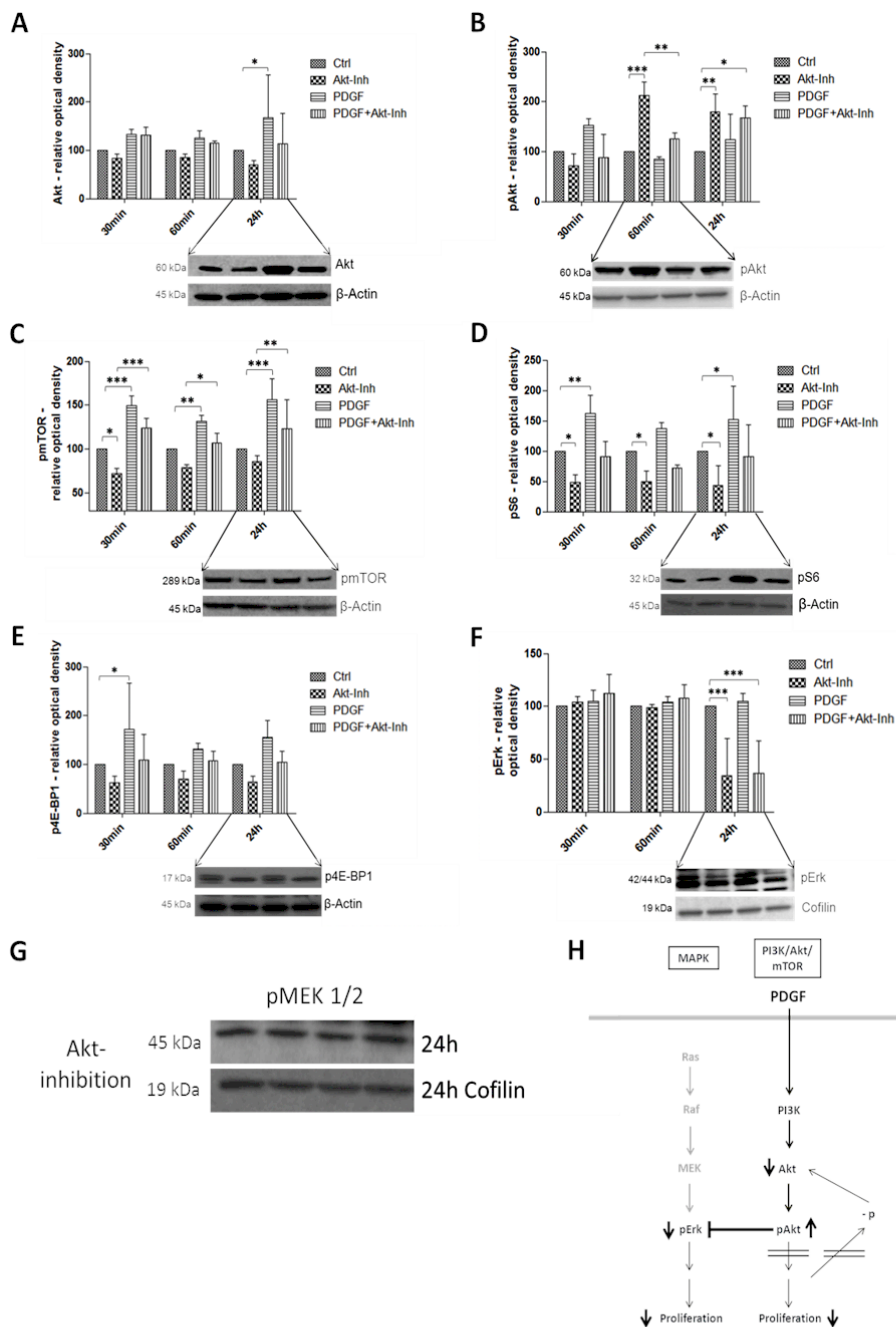 A
Akt - relative optical density
300
200
100
0
*
Ctrl
Akt-Inh
PDGF
PDGF+Akt-Inh
30min
60min
24h
60 kDa
Akt
45 kDa
β-Actin
B
pAkt - relative optical density
300
200
100
0
***
**
**
*
Ctrl
Akt-Inh
PDGF
PDGF+Akt-Inh
30min
60min
24h
60 kDa
pAkt
45 kDa
β-Actin
C
pmTOR -
relative optical density
200
150
100
50
*
***
***
**
*
***
**
Ctrl
Akt-Inh
PDGF
PDGF+Akt-Inh
30min
60min
24h
289 kDa
pmTOR
45 kDa
β-Actin
D
pS6 - relative optical density
250
200
150
100
50
0
*
**
*
*
*
Ctrl
Akt-Inh
PDGF
PDGF+Akt-Inh
30min
60min
24h
32 kDa
pS6
45 kDa
β-Actin
E
p4E-BP1 - relative optical density
300
200
100
0
*
Ctrl
Akt-Inh
PDGF
PDGF+Akt-Inh
30min
60min
24h
17 kDa
p4E-BP1
45 kDa
β-Actin
F
pErk - relative
optical density
150
100
50
0
***
***
Ctrl
Akt-Inh
PDGF
PDGF+Akt-Inh
30min
60min
24h
42/44 kDa
pErk
19 kDa
Cofilin
G
pMEK 1/2
Akt-
inhibition
45 kDa
24h
19 kDa
24h Cofilin
H
MAPK
PI3K/Akt/
mTOR
PDGF
Ras
Raf
PI3K
MEK
Akt
- p
pErk
pAkt
Proliferation
Proliferation